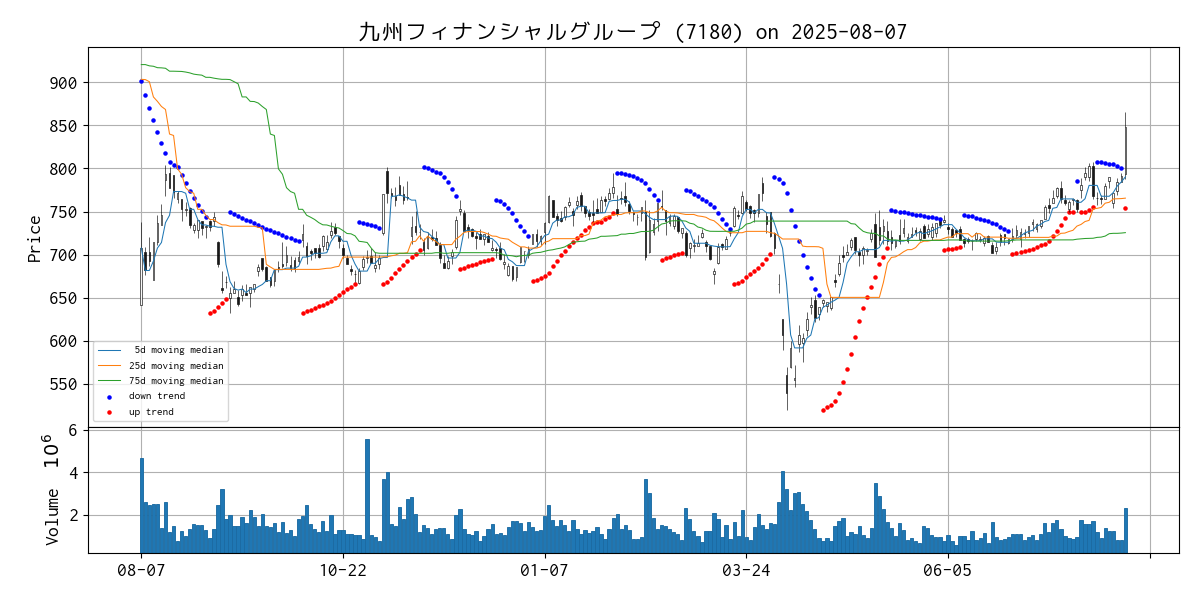 九州フィナンシャルグループ (7180) on 2025-08-07
Price
900
850
800
750
700
650
600
550
5d moving median
25d moving median
75d moving median
down trend
up trend
Volume 10^6
6
4
2
08-07
10-22
01-07
03-24
06-05